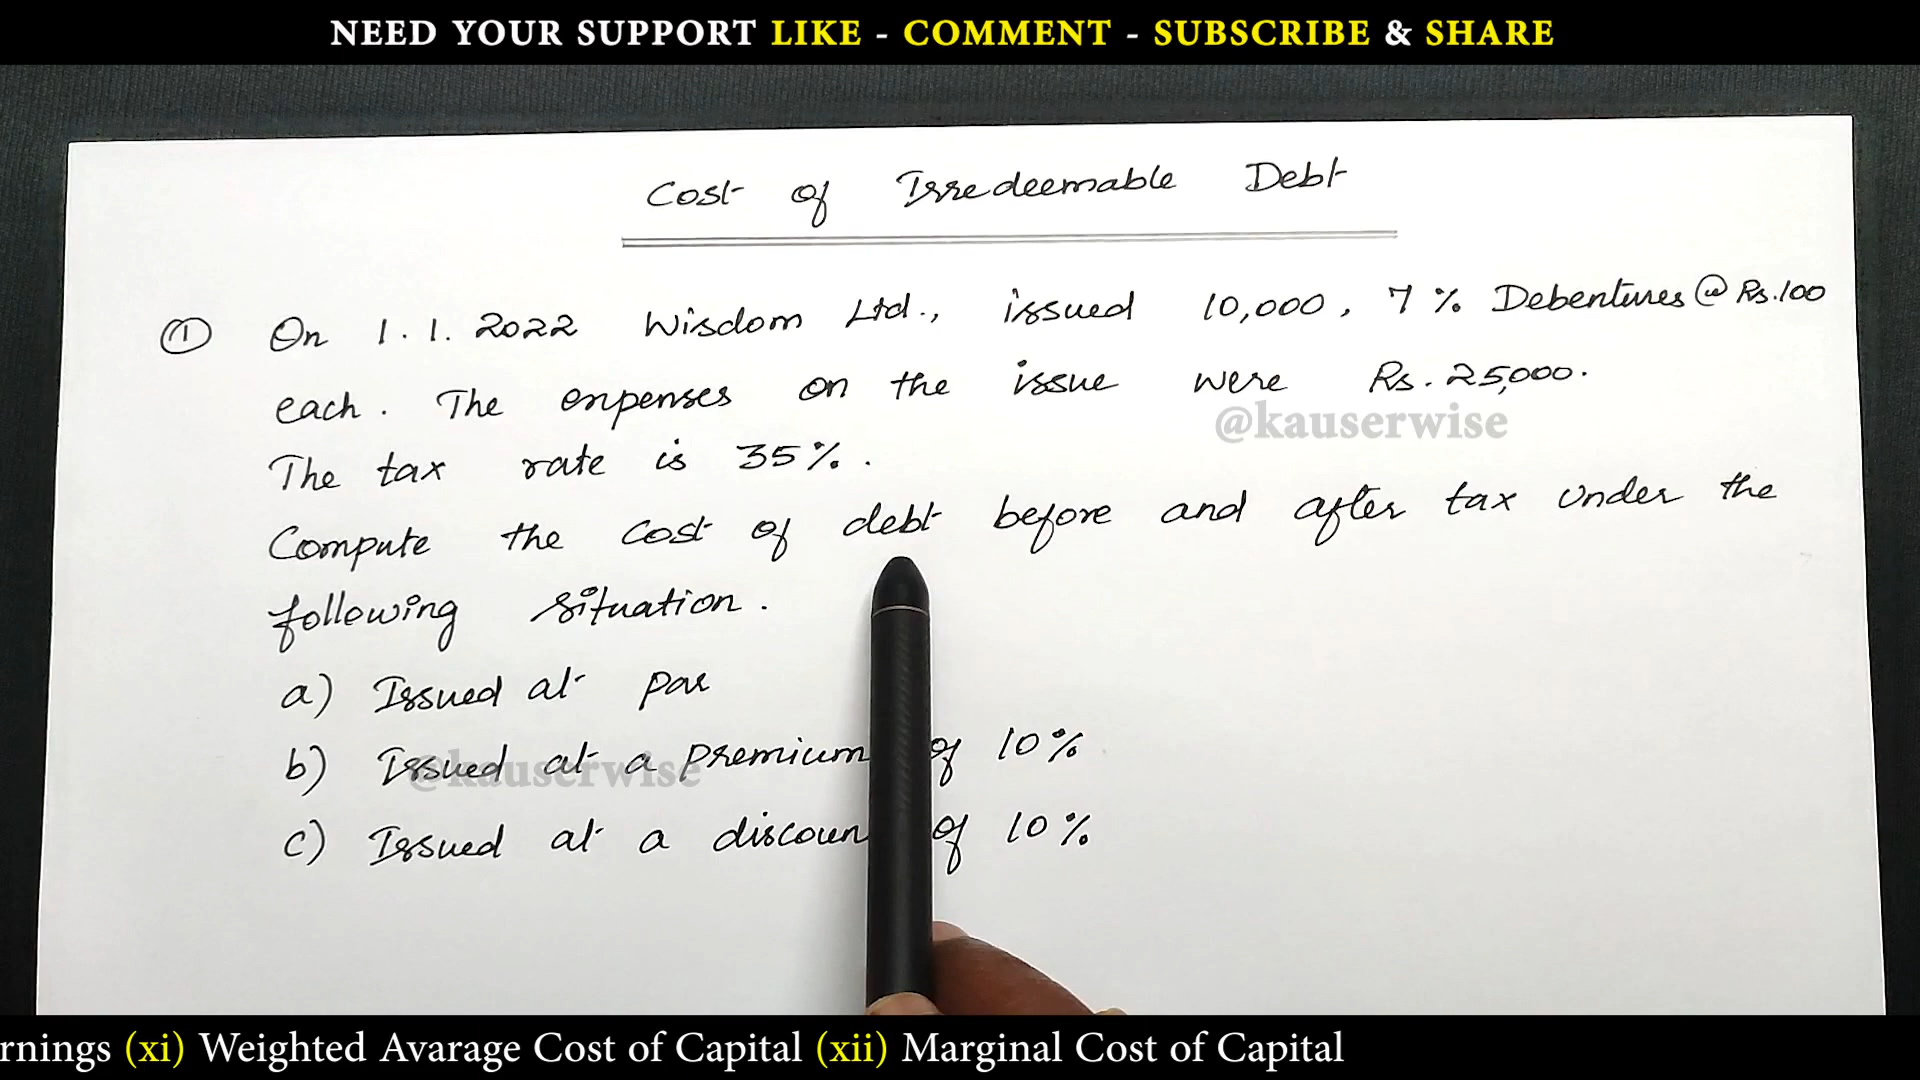 NEED YOUR SUPPORT LIKE - COMMENT - SUBSCRIBE & SHARE
Cost of Irredeemable Debt
① On 1.1.2022 Wisdom Ltd., issued 10,000, 7% Debentures @ Rs.100
each. The expenses on the issue were Rs. 25,000.
@kauserwise
The tax rate is 35%.
Compute the cost of debt before and after tax under the
following situation.
a) Issued at par
b) Issued at a premium of 10%
@kauserwise
c) Issued at a discoun of 10%
rnings (xi) Weighted Avarage Cost of Capital (xii) Marginal Cost of Capital